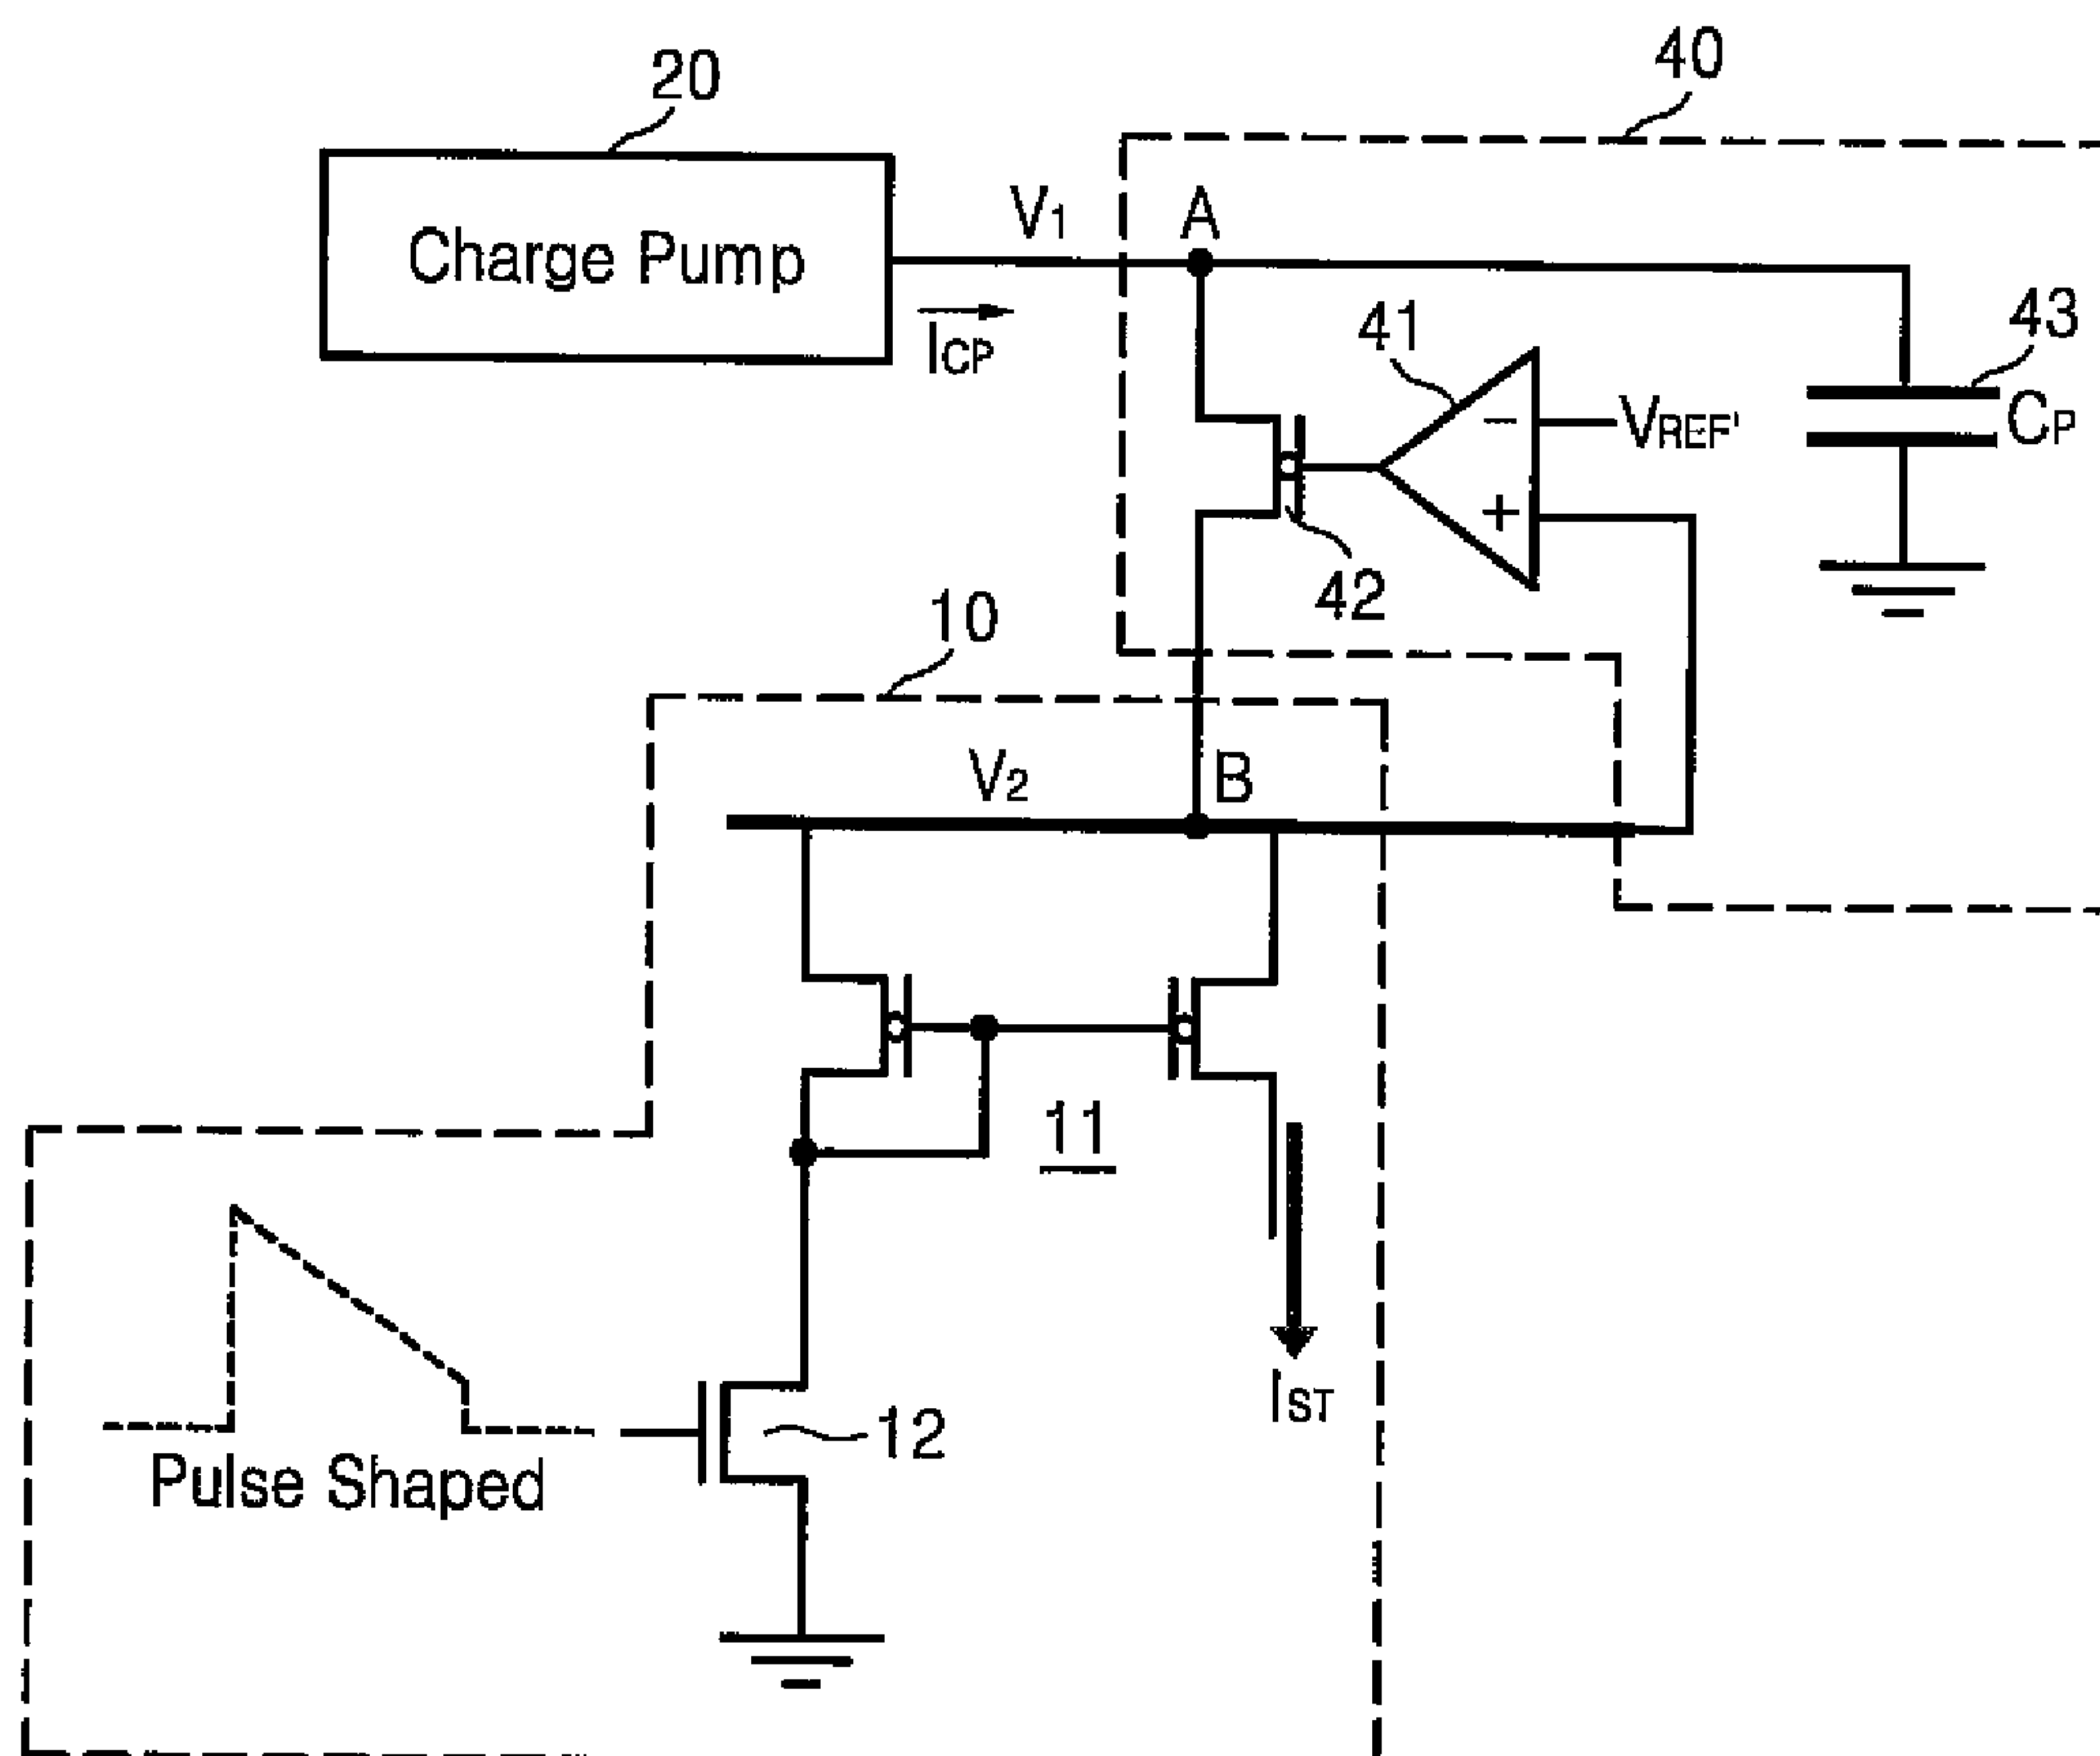 20
40
V1
A
Charge Pump
ICP
41
43
−
VREF'
CP
+
42
10
V2
B
11
IST
12
Pulse Shaped